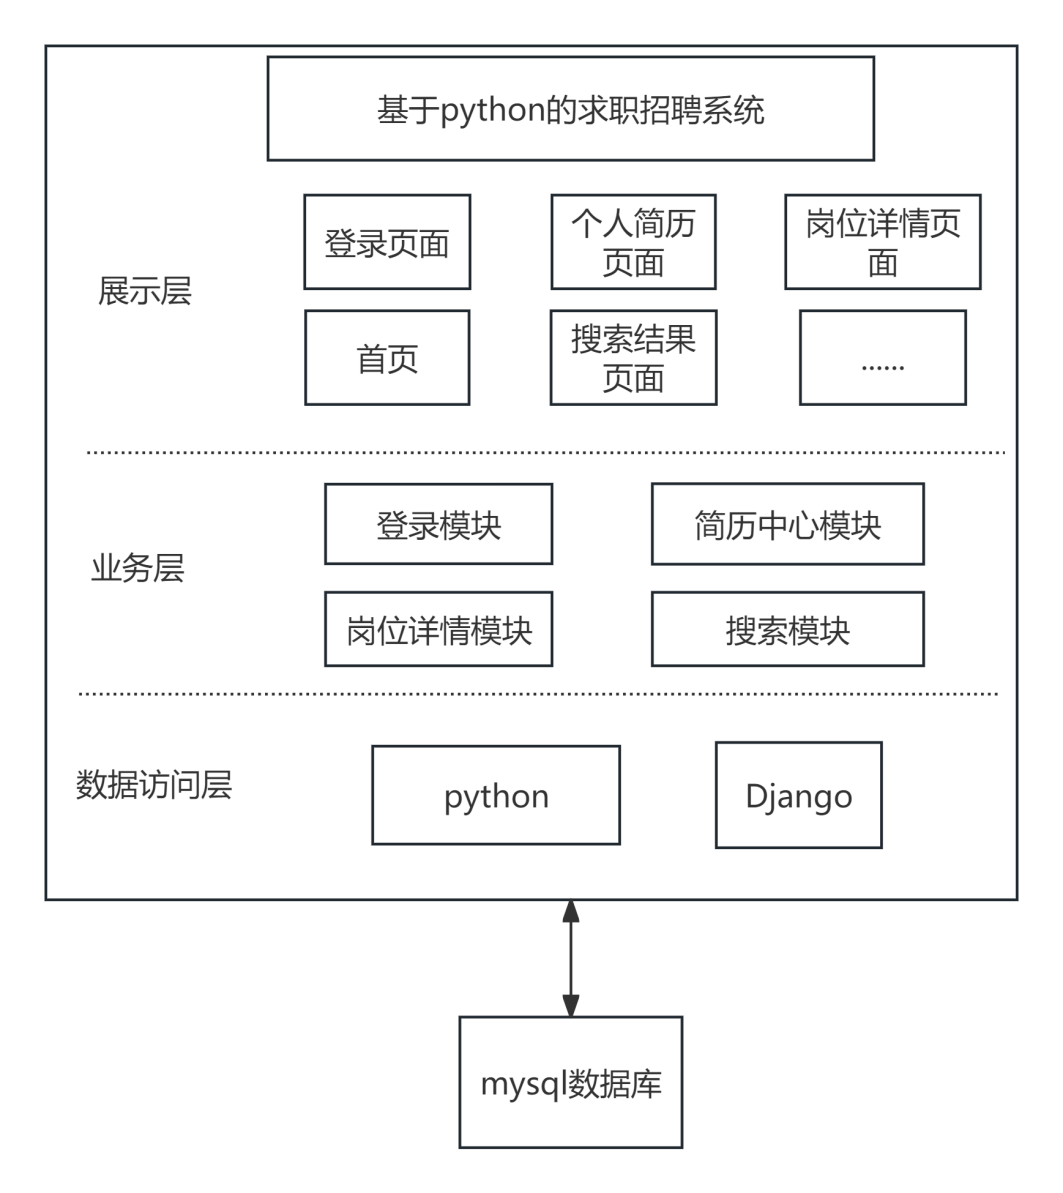 基于python的求职招聘系统
登录页面
个人简历
页面
岗位详情页
面
展示层
首页
搜索结果
页面
......
登录模块
简历中心模块
业务层
岗位详情模块
搜索模块
数据访问层
python
Django
mysql数据库